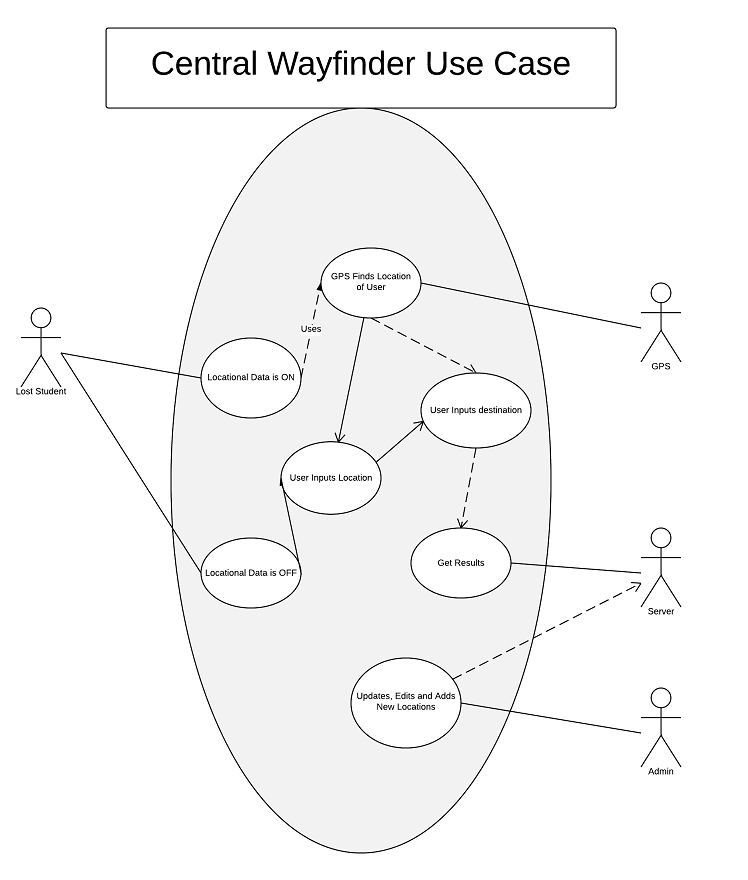 Central Wayfinder Use Case
GPS Finds Location
of User
Uses
GPS
Locational Data is ON
Lost Student
User Inputs destination
User Inputs Location
Get Results
Locational Data is OFF
Server
Updates, Edits and Adds
New Locations
Admin